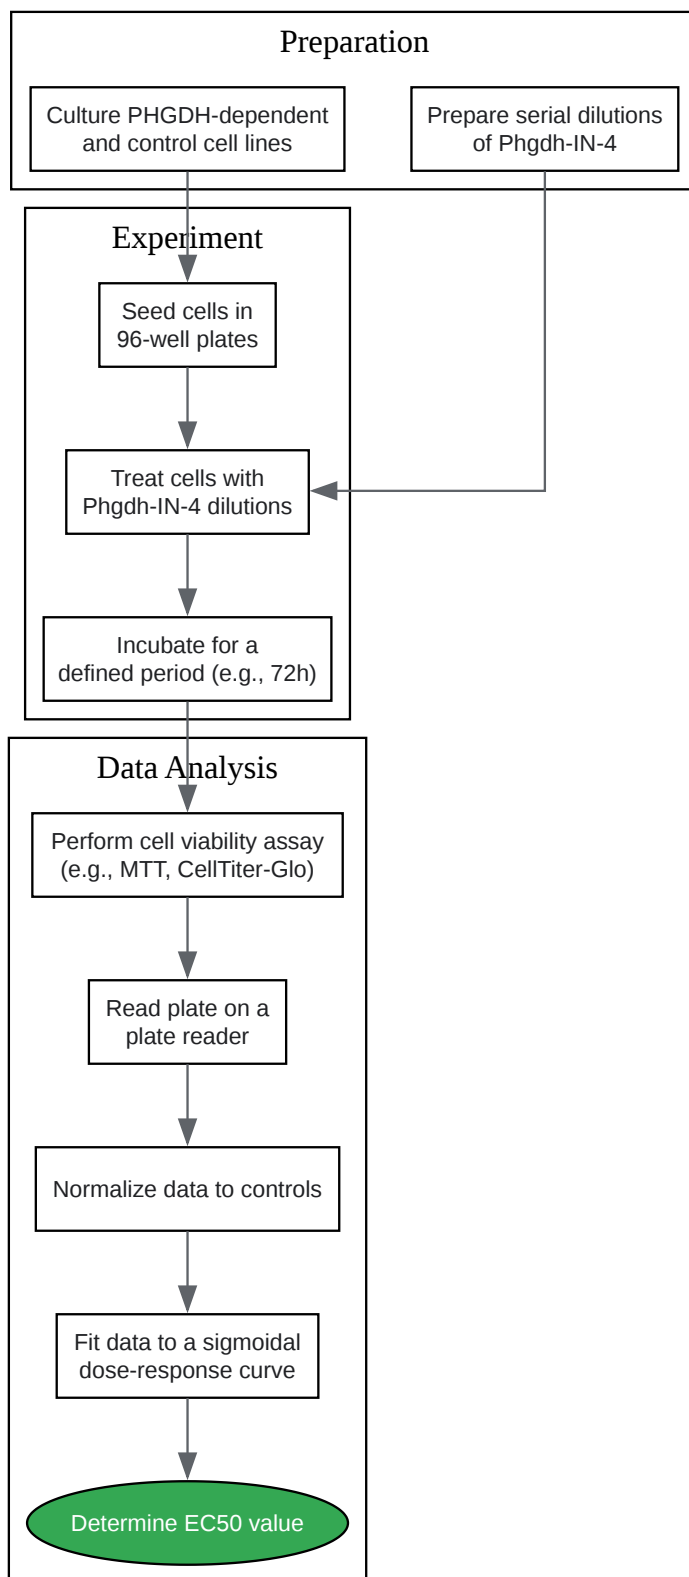 Preparation
Culture PHGDH-dependent
and control cell lines
Prepare serial dilutions
of Phgdh-IN-4
Experiment
Seed cells in
96-well plates
Treat cells with
Phgdh-IN-4 dilutions
Incubate for a
defined period (e.g., 72h)
Data Analysis
Perform cell viability assay
(e.g., MTT, CellTiter-Glo)
Read plate on a
plate reader
Normalize data to controls
Fit data to a sigmoidal
dose-response curve
Determine EC50 value